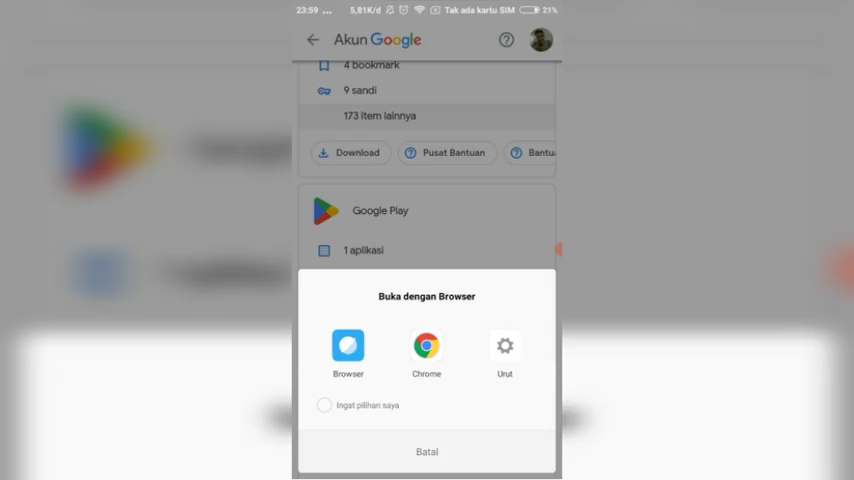 23:59 ... 5,81K/d Tak ada kartu SIM 21%
Akun Google
4 bookmark
9 sandi
173 item lainnya
Download Pusat Bantuan Bantua
Google Play
1 aplikasi
Buka dengan Browser
Browser Chrome Urut
Ingat pilihan saya
Batal